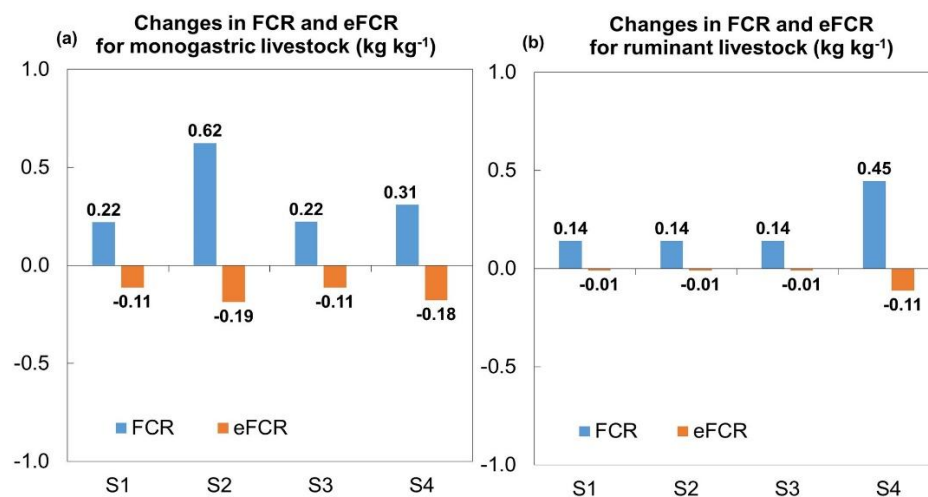 (a)
Changes in FCR and eFCR
for monogastric livestock (kg kg-1)
1.0
0.5
0.0
-0.5
-1.0
0.22
0.62
0.22
0.31
-0.11
-0.19
-0.11
-0.18
FCR
eFCR
S1
S2
S3
S4
(b)
Changes in FCR and eFCR
for ruminant livestock (kg kg-1)
1.0
0.5
0.0
-0.5
-1.0
0.14
0.14
0.14
0.45
-0.01
-0.01
-0.01
-0.11
FCR
eFCR
S1
S2
S3
S4